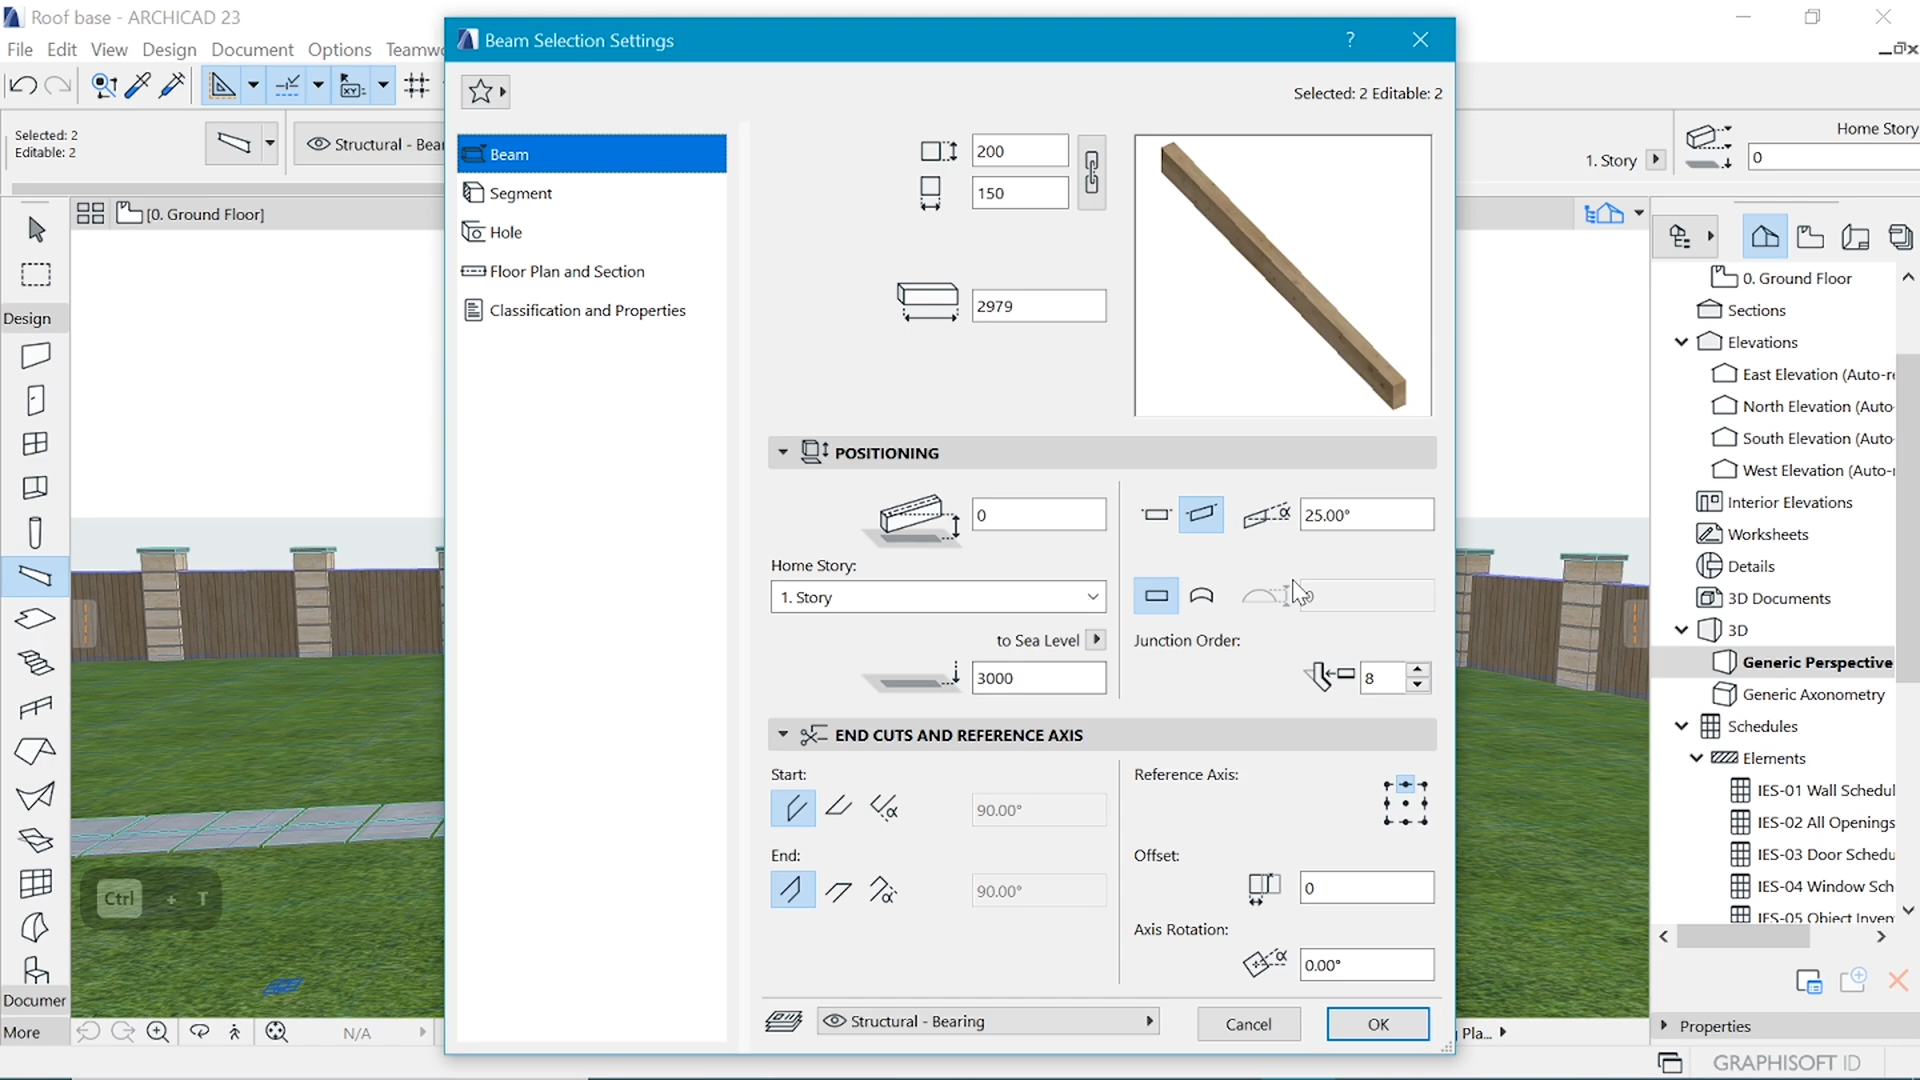 Roof base - ARCHICAD 23
File Edit View Design Document Options Teamw
Beam Selection Settings
?
Selected: 2 Editable: 2
Selected: 2
Editable: 2
Structural - Bear
1. Story
Home Story
0
[0. Ground Floor]
Design
Documer
More
Ctrl + T
N/A
Beam
Segment
Hole
Floor Plan and Section
Classification and Properties
200
150
2979
POSITIONING
0
25.00°
Home Story:
1. Story
to Sea Level
Junction Order:
3000
8
END CUTS AND REFERENCE AXIS
Start:
Reference Axis:
90.00°
End:
Offset:
90.00°
0
Axis Rotation:
0.00°
Structural - Bearing
Cancel
OK
0. Ground Floor
Sections
Elevations
East Elevation (Auto-re
North Elevation (Auto
South Elevation (Auto
West Elevation (Auto-r
Interior Elevations
Worksheets
Details
3D Documents
3D
Generic Perspective
Generic Axonometry
Schedules
Elements
IES-01 Wall Schedul
IES-02 All Openings
IES-03 Door Schedu
IES-04 Window Sch
IES-05 Object Inven
Properties
Pla...
GRAPHISOFT ID